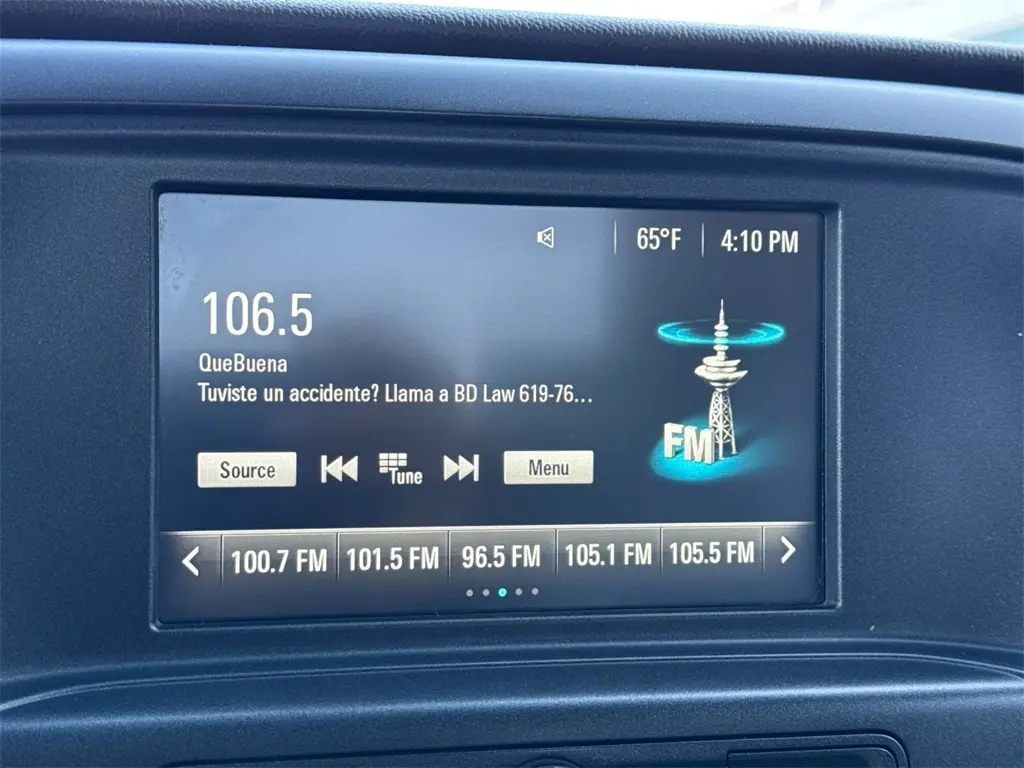 65°F 4:10 PM
106.5
QueBuena
Tuviste un accidente? Llama a BD Law 619-76...
FM
Source Tune Menu
100.7 FM 101.5 FM 96.5 FM 105.1 FM 105.5 FM